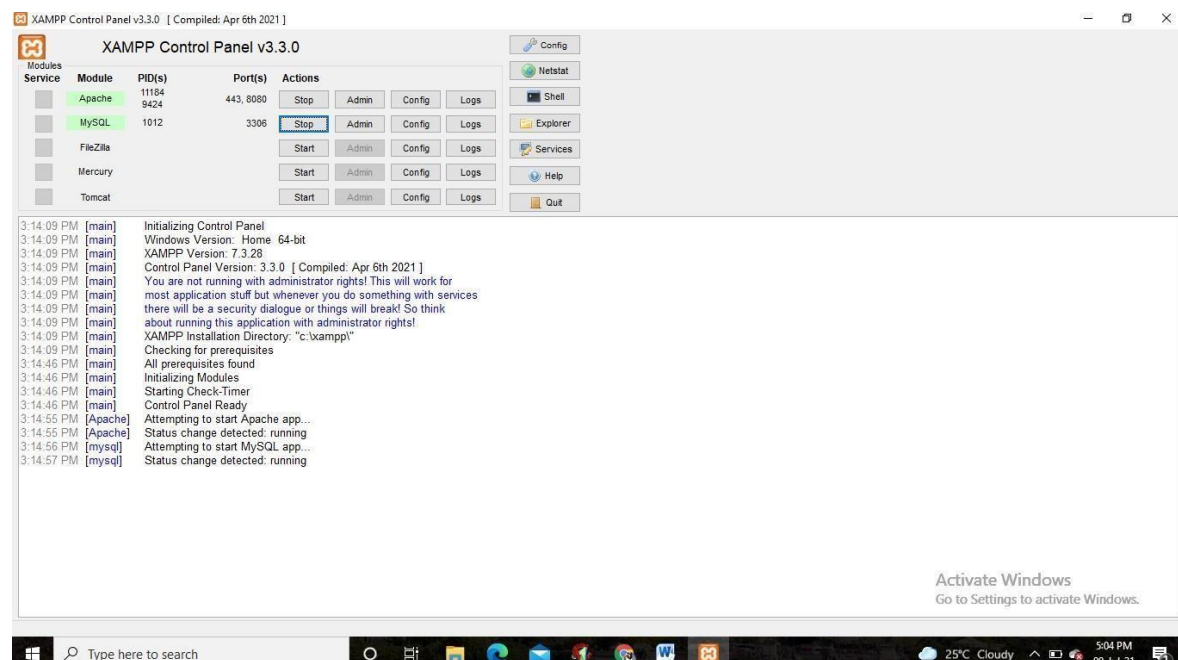 XAMPP Control Panel v3.3.0 [ Compiled: Apr 6th 2021 ]
XAMPP Control Panel v3.3.0
Config
Modules
Service Module PID(s) Port(s) Actions
Netstat
Apache 11184 9424 443, 8080 Stop Admin Config Logs
Shell
MySQL 1012 3306 Stop Admin Config Logs
Explorer
FileZilla Start Admin Config Logs
Services
Mercury Start Admin Config Logs
Help
Tomcat Start Admin Config Logs
Quit
3:14:09 PM [main] Initializing Control Panel
3:14:09 PM [main] Windows Version: Home 64-bit
3:14:09 PM [main] XAMPP Version: 7.3.28
3:14:09 PM [main] Control Panel Version: 3.3.0 [ Compiled: Apr 6th 2021 ]
3:14:09 PM [main] You are not running with administrator rights! This will work for
3:14:09 PM [main] most application stuff but whenever you do something with services
3:14:09 PM [main] there will be a security dialogue or things will break! So think
3:14:09 PM [main] about running this application with administrator rights!
3:14:09 PM [main] XAMPP Installation Directory: "c:\xampp\"
3:14:09 PM [main] Checking for prerequisites
3:14:46 PM [main] All prerequisites found
3:14:46 PM [main] Initializing Modules
3:14:46 PM [main] Starting Check-Timer
3:14:46 PM [main] Control Panel Ready
3:14:55 PM [Apache] Attempting to start Apache app...
3:14:55 PM [Apache] Status change detected: running
3:14:56 PM [mysql] Attempting to start MySQL app...
3:14:57 PM [mysql] Status change detected: running
Activate Windows
Go to Settings to activate Windows.
Type here to search
25°C Cloudy
5:04 PM